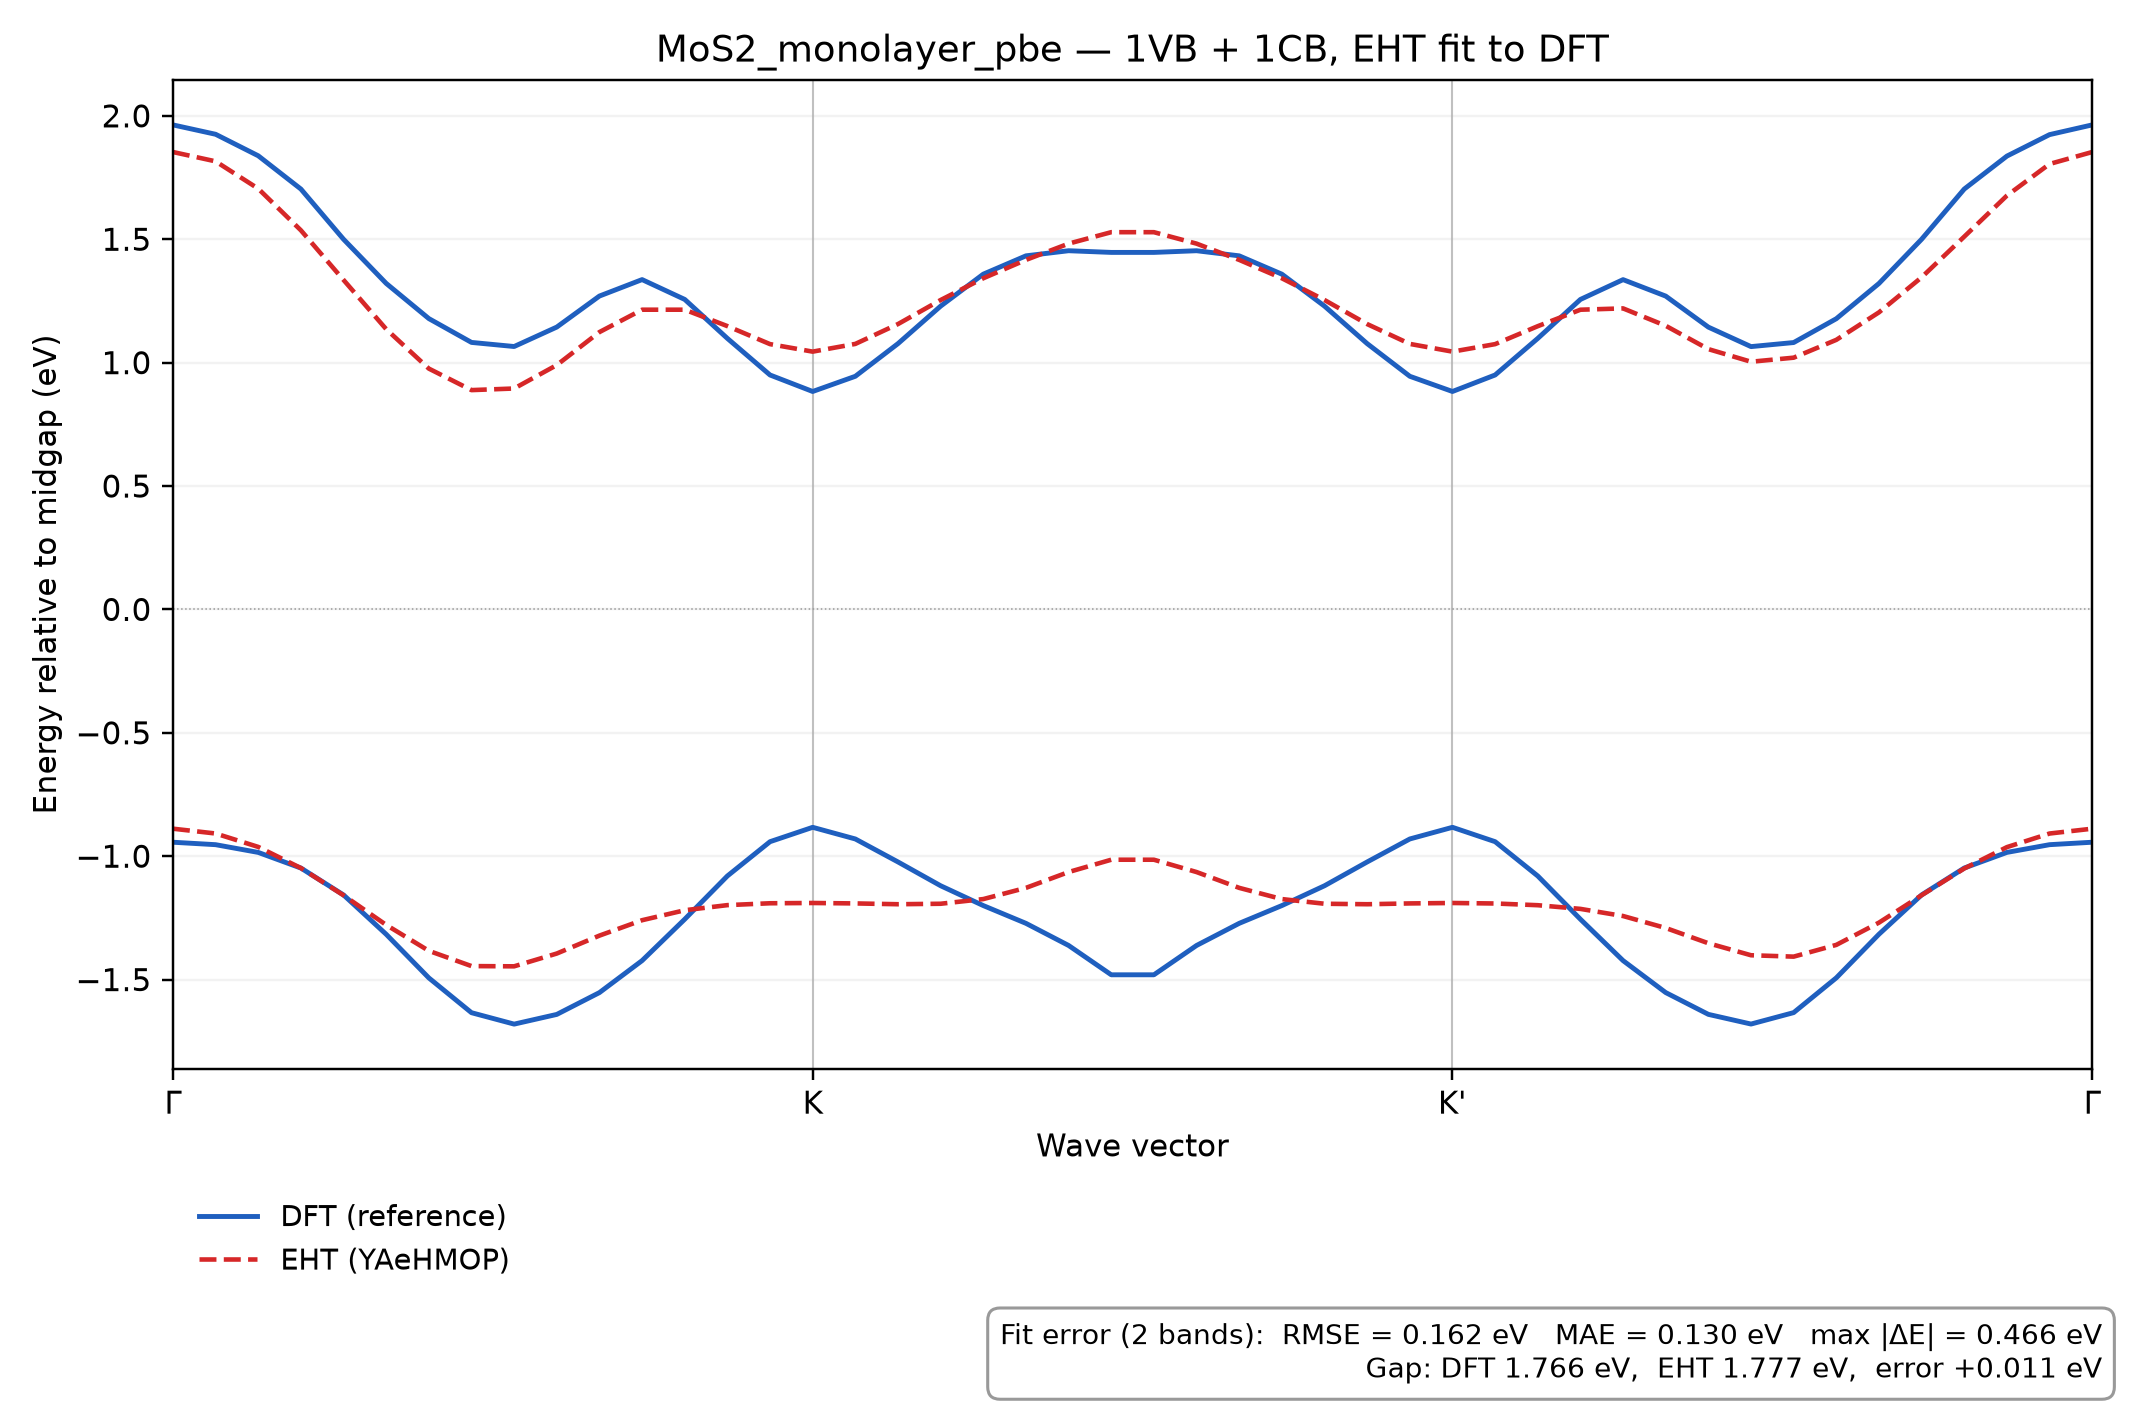 MoS2_monolayer_pbe — 1VB + 1CB, EHT fit to DFT
Energy relative to midgap (eV)
2.0
1.5
1.0
0.5
0.0
−0.5
−1.0
−1.5
Γ K K' Γ
Wave vector
DFT (reference)
EHT (YAeHMOP)
Fit error (2 bands): RMSE = 0.162 eV MAE = 0.130 eV max |ΔE| = 0.466 eV
Gap: DFT 1.766 eV, EHT 1.777 eV, error +0.011 eV